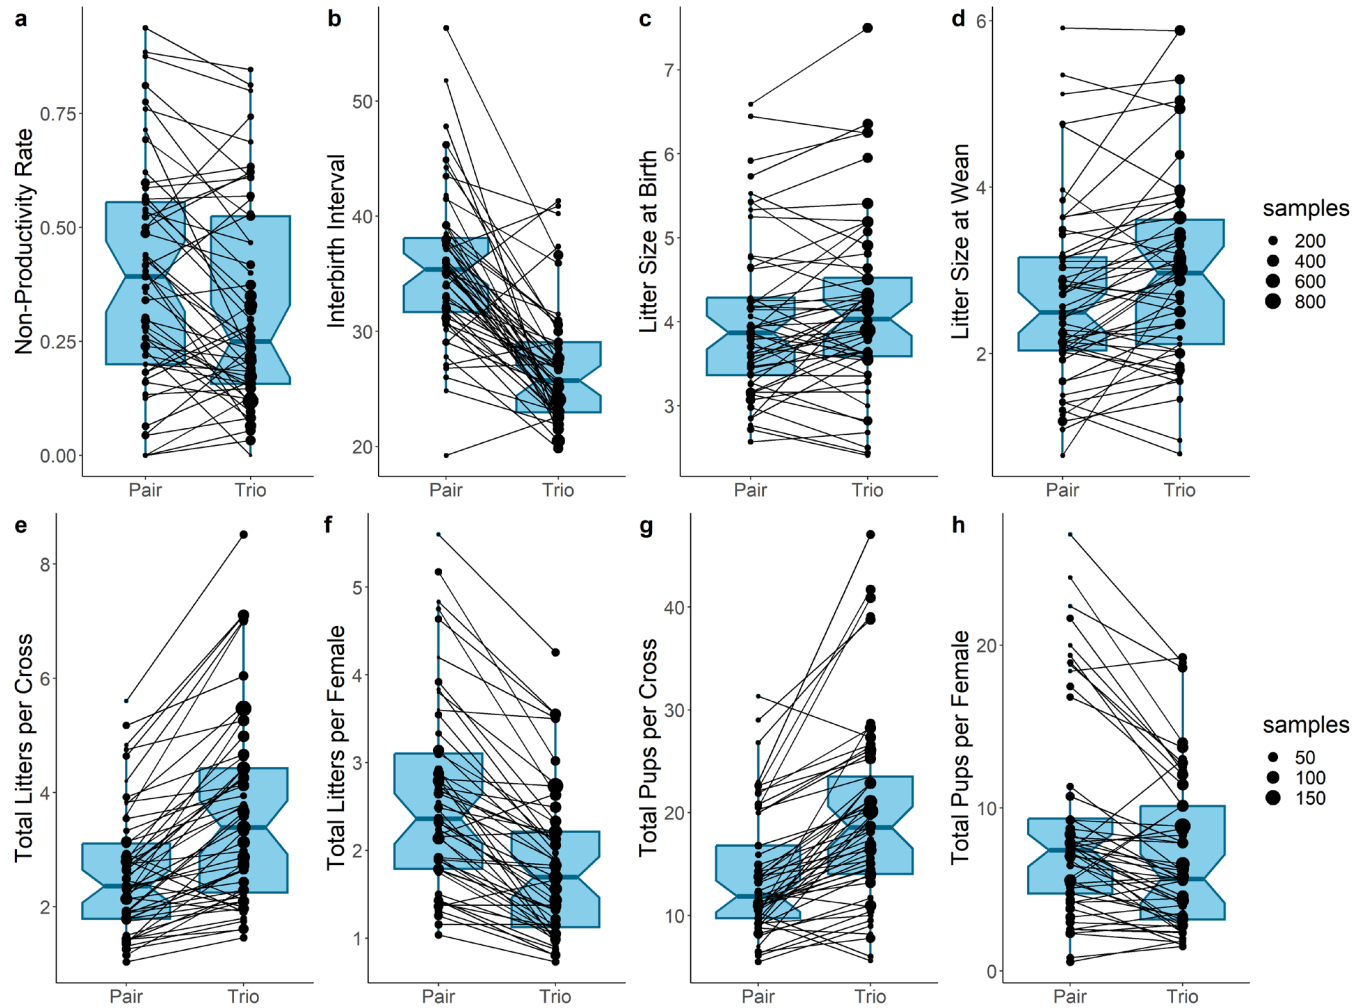 a
Non-Productivity Rate
0.75
0.50
0.25
0.00
Pair Trio
b
Interbirth Interval
50
40
30
20
Pair Trio
c
Litter Size at Birth
7
6
5
4
3
Pair Trio
d
Litter Size at Wean
6
4
2
Pair Trio
samples
200
400
600
800
e
Total Litters per Cross
8
6
4
2
Pair Trio
f
Total Litters per Female
5
4
3
2
1
Pair Trio
g
Total Pups per Cross
40
30
20
10
Pair Trio
h
Total Pups per Female
20
10
0
Pair Trio
samples
50
100
150